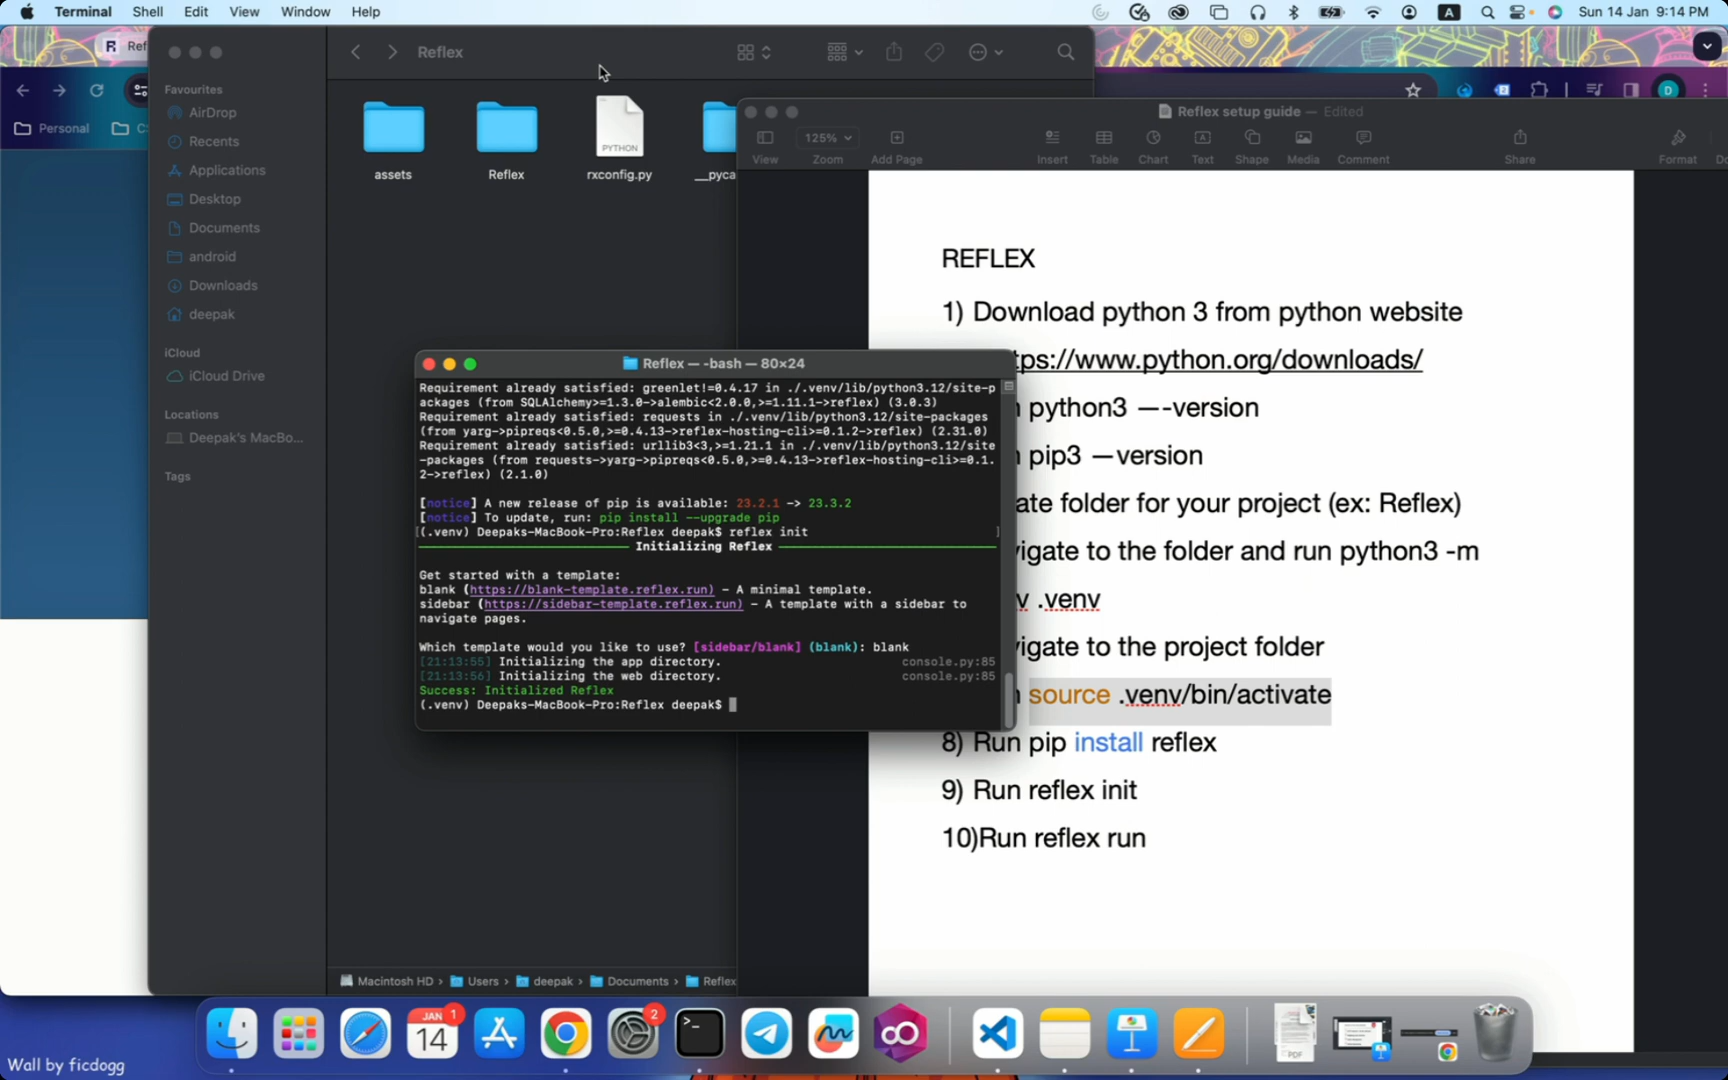 Terminal Shell Edit View Window Help
A
Sun 14 Jan 9:14 PM
R Ref
Reflex
D
Personal
Favourites
AirDrop
Recents
Applications
Desktop
Documents
android
Downloads
deepak
iCloud
iCloud Drive
Locations
Deepak's MacBo...
Tags
PYTHON
assets
Reflex
rxconfig.py
__pyca
Reflex setup guide — Edited
125%
View Zoom Add Page Insert Table Chart Text Shape Media Comment Share Format
REFLEX
1) Download python 3 from python website
tps://www.python.org/downloads/
python3 —-version
pip3 —version
ate folder for your project (ex: Reflex)
vigate to the folder and run python3 -m
.venv
vigate to the project folder
source .venv/bin/activate
8) Run pip install reflex
9) Run reflex init
10)Run reflex run
Reflex — -bash — 80×24
Requirement already satisfied: greenlet!=0.4.17 in ./.venv/lib/python3.12/site-p
ackages (from SQLAlchemy>=1.3.0->alembic<2.0.0,>=1.11.1->reflex) (3.0.3)
Requirement already satisfied: requests in ./.venv/lib/python3.12/site-packages
(from yarg->pipreqs<0.5.0,>=0.4.13->reflex-hosting-cli>=0.1.2->reflex) (2.31.0)
Requirement already satisfied: urllib3<3,>=1.21.1 in ./.venv/lib/python3.12/site
-packages (from requests->yarg->pipreqs<0.5.0,>=0.4.13->reflex-hosting-cli>=0.1.
2->reflex) (2.1.0)
[notice] A new release of pip is available: 23.2.1 -> 23.3.2
[notice] To update, run: pip install --upgrade pip
[(.venv) Deepaks-MacBook-Pro:Reflex deepak$ reflex init ]
Initializing Reflex
Get started with a template:
blank (https://blank-template.reflex.run) - A minimal template.
sidebar (https://sidebar-template.reflex.run) - A template with a sidebar to
navigate pages.
Which template would you like to use? [sidebar/blank] (blank): blank
[21:13:55] Initializing the app directory. console.py:85
[21:13:56] Initializing the web directory. console.py:85
Success: Initialized Reflex
(.venv) Deepaks-MacBook-Pro:Reflex deepak$
Macintosh HD › Users › deepak › Documents › Reflex
JAN
14
1
2
PDF
Wall by ficdogg